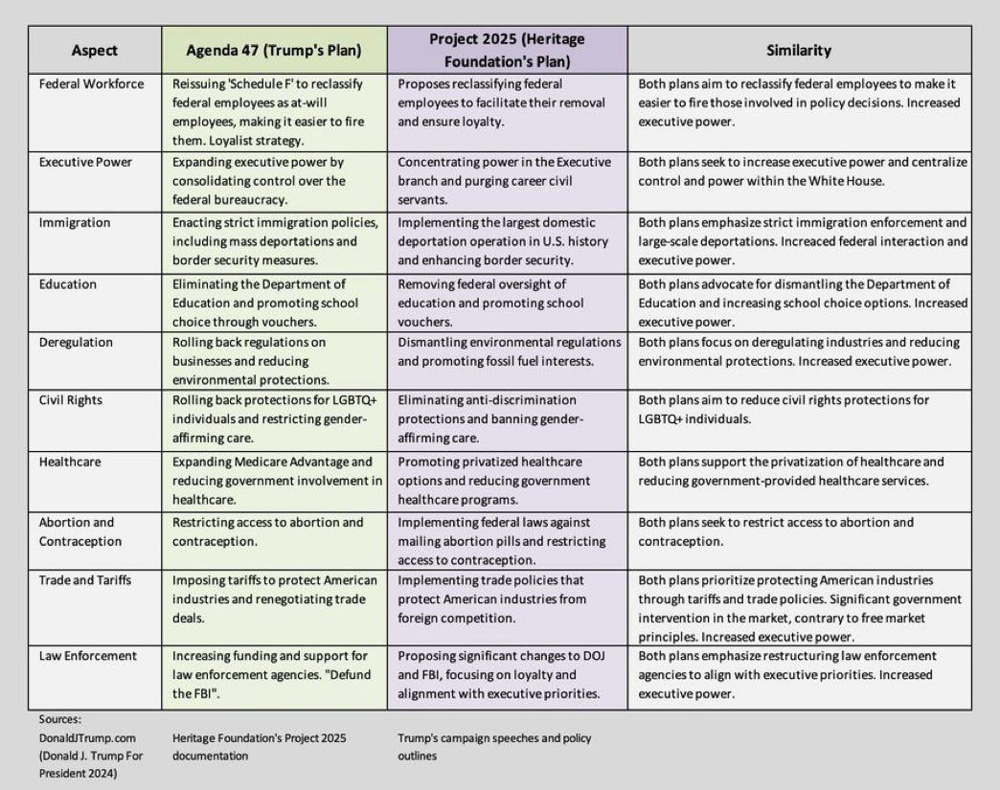 Aspect
Agenda 47 (Trump's Plan)
Project 2025 (Heritage
Foundation's Plan)
Similarity
Federal Workforce
Reissuing 'Schedule F' to reclassify
federal employees as at-will
employees, making it easier to fire
them. Loyalist strategy.
Proposes reclassifying federal
employees to facilitate their removal
and ensure loyalty.
Both plans aim to reclassify federal employees to make it
easier to fire those involved in policy decisions. Increased
executive power.
Executive Power
Expanding executive power by
consolidating control over the
federal bureaucracy.
Concentrating power in the Executive
branch and purging career civil
servants.
Both plans seek to increase executive power and centralize
control and power within the White House.
Immigration
Enacting strict immigration policies,
including mass deportations and
border security measures.
Implementing the largest domestic
deportation operation in U.S. history
and enhancing border security.
Both plans emphasize strict immigration enforcement and
large-scale deportations. Increaced federal interaction and
executive power.
Education
Eliminating the Department of
Education and promoting school
choice through vouchers.
Removing federal oversight of
education and promoting school
vouchers.
Both plans advocate for dismantling the Department of
Education and increasing school choice options. Increased
executive power.
Deregulation
Rolling back regulations on
businesses and reducing
environmental protections.
Dismantling environmental regulations
and promoting fossil fuel interests.
Both plans focus on deregulating industries and reducing
environmental protections. Increased executive power.
Civil Rights
Rolling back protections for LGBTQ+
individuals and restricting gender-
affirming care.
Eliminating anti-discrimination
protections and banning gender-
affirming care.
Both plans aim to reduce civil rights protections for
LGBTQ+ individuals.
Healthcare
Expanding Medicare Advantage and
reducing government involvement in
healthcare.
Promoting privatized healthcare
options and reducing government
healthcare programs.
Both plans support the privatization of healthcare and
reducing government-provided healthcare services.
Abortion and
Contraception
Restricting access to abortion and
contraception.
Implementing federal laws against
mailing abortion pills and restricting
access to contraception.
Both plans seek to restrict access to abortion and
contraception.
Trade and Tariffs
Imposing tariffs to protect American
industries and renegotiating trade
deals.
Implementing trade policies that
protect American industries from
foreign competition.
Both plans prioritize protecting American industries
through tariffs and trade policies. Significant government
intervention in the market, contrary to free market
principles. Increased executive power.
Law Enforcement
Increasing funding and support for
law enforcement agencies. "Defund
the FBI".
Proposing significant changes to DOJ
and FBI, focusing on loyalty and
alignment with executive priorities.
Both plans emphasize restructuring law enforcement
agencies to align with executive priorities. Increased
executive power.
Sources:
DonaldJTrump.com
(Donald J. Trump For
President 2024)
Heritage Foundation's Project 2025
documentation
Trump's campaign speeches and policy
outlines